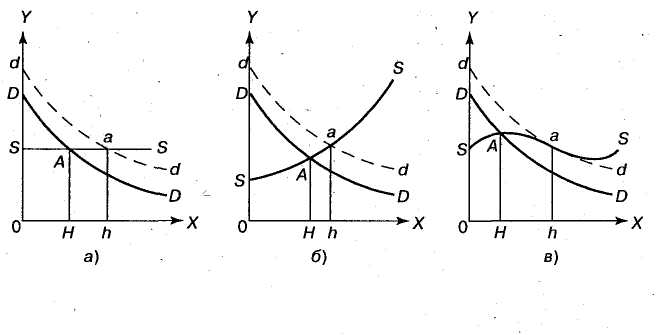 Y Y Y
d d d
D D D
a a a
S S S S S S
A A A
d d d
D D D
0 H h X 0 H h X 0 H h X
а) б) в)